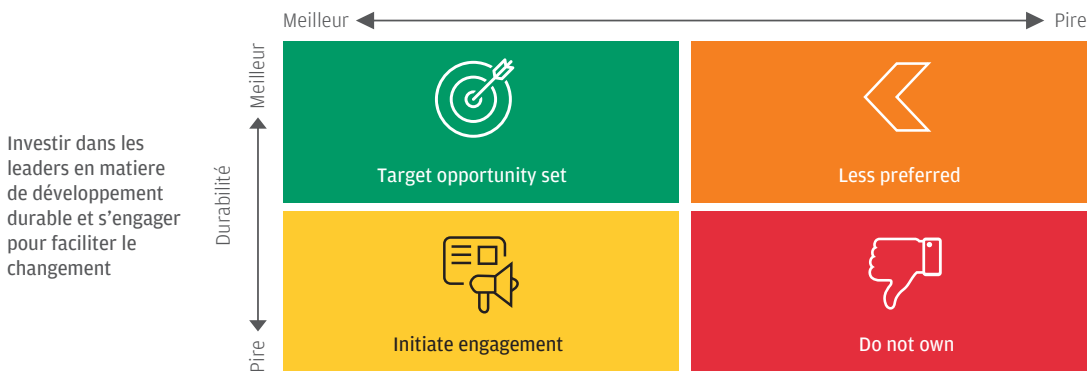 Meilleur
Pire
Meilleur
Durabilité
Pire
Investir dans les
leaders en matiere
de développement
durable et s’engager
pour faciliter le
changement
Target opportunity set
Less preferred
Initiate engagement
Do not own